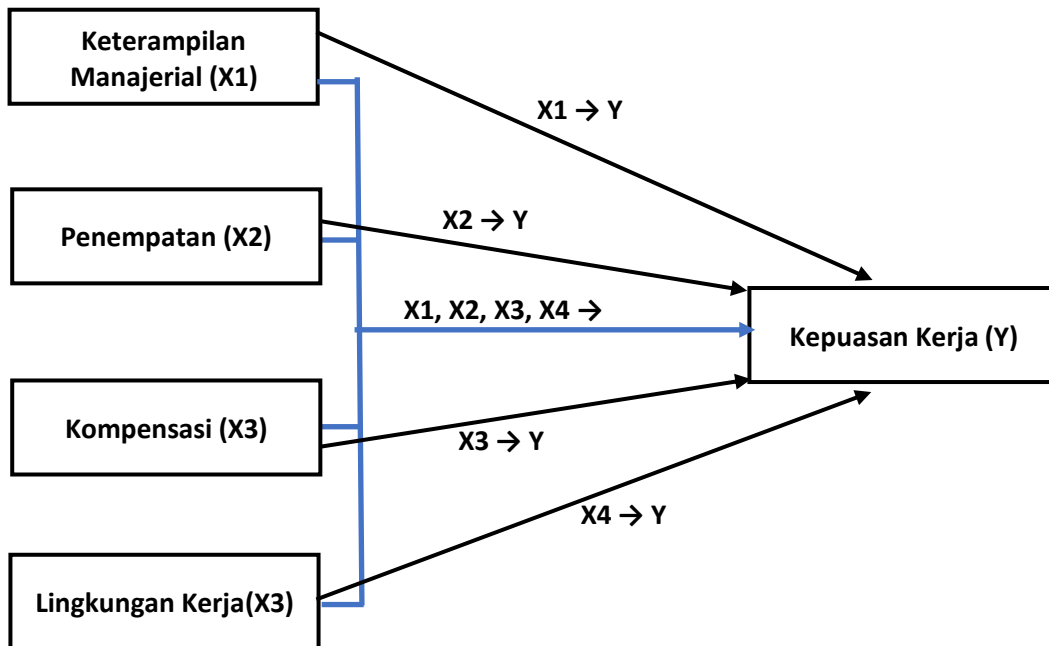 Keterampilan
Manajerial (X1)
X1 → Y
Penempatan (X2)
X2 → Y
X1, X2, X3, X4 →
Kepuasan Kerja (Y)
Kompensasi (X3)
X3 → Y
X4 → Y
Lingkungan Kerja(X3)